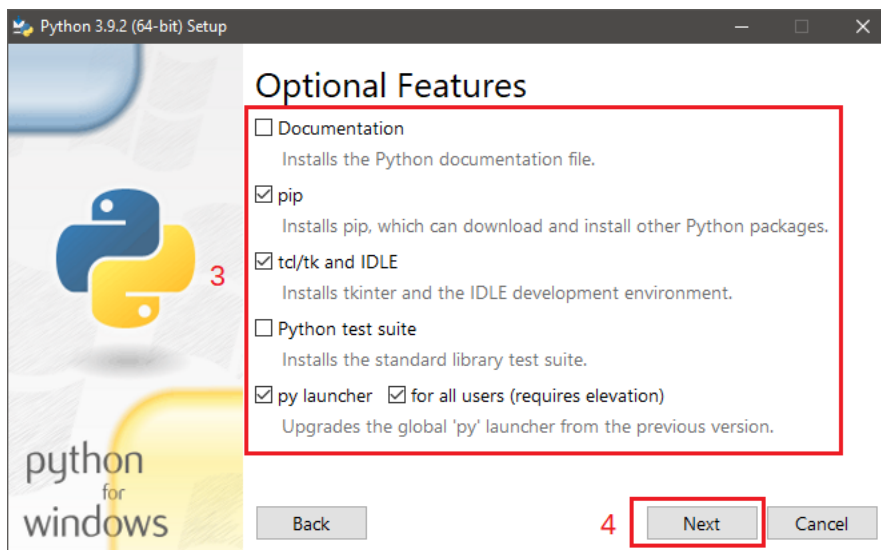 Python 3.9.2 (64-bit) Setup
Optional Features
Documentation
Installs the Python documentation file.
pip
Installs pip, which can download and install other Python packages.
3
tcl/tk and IDLE
Installs tkinter and the IDLE development environment.
Python test suite
Installs the standard library test suite.
py launcher for all users (requires elevation)
Upgrades the global 'py' launcher from the previous version.
python
for
windows
Back
4
Next
Cancel